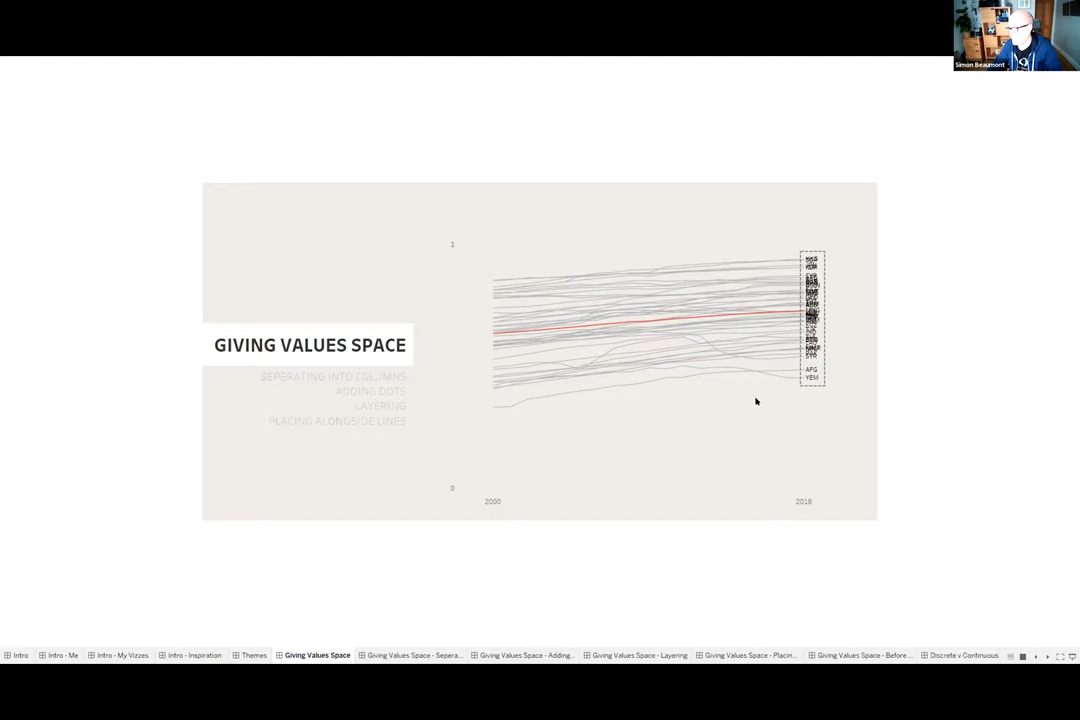 Simon Beaumont
1
GIVING VALUES SPACE
SEPERATING INTO COLUMNS
ADDING DOTS
LAYERING
PLACING ALONGSIDE LINES
SYR
AFG
YEM
0
2000
2018
Intro
Intro - Me
Intro - My Vizzes
Intro - Inspiration
Themes
Giving Values Space
Giving Values Space - Sepera...
Giving Values Space - Adding...
Giving Values Space - Layering
Giving Values Space - Placin...
Giving Values Space - Before ...
Discrete v Continuous